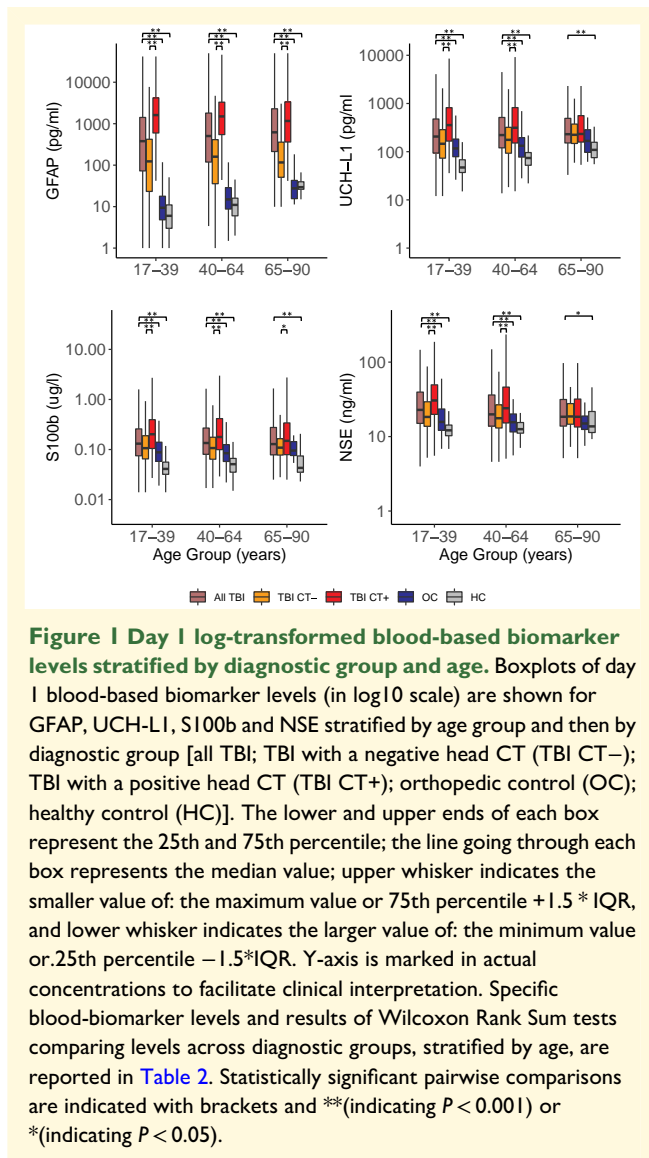 ** ** **
** ** **
** ** **
GFAP (pg/ml)
10000
1000
100
10
1
17–39 40–64 65–90
** ** **
** ** **
**
UCH–L1 (pg/ml
10000
1000
100
10
1
17–39 40–64 65–90
** ** **
** ** **
** *
S100b (ug/l)
10.00
1.00
0.10
0.01
17–39 40–64 65–90
Age Group (years)
** ** **
** ** **
*
NSE (ng/ml)
100
10
1
17–39 40–64 65–90
Age Group (years)
All TBI TBI CT– TBI CT+ OC HC
Figure 1 Day 1 log-transformed blood-based biomarker
levels stratified by diagnostic group and age. Boxplots of day
1 blood-based biomarker levels (in log10 scale) are shown for
GFAP, UCH-L1, S100b and NSE stratified by age group and then by
diagnostic group [all TBI; TBI with a negative head CT (TBI CT−);
TBI with a positive head CT (TBI CT+); orthopedic control (OC);
healthy control (HC)]. The lower and upper ends of each box
represent the 25th and 75th percentile; the line going through each
box represents the median value; upper whisker indicates the
smaller value of: the maximum value or 75th percentile +1.5 * IQR,
and lower whisker indicates the larger value of: the minimum value
or.25th percentile −1.5*IQR. Y-axis is marked in actual
concentrations to facilitate clinical interpretation. Specific
blood-biomarker levels and results of Wilcoxon Rank Sum tests
comparing levels across diagnostic groups, stratified by age, are
reported in Table 2. Statistically significant pairwise comparisons
are indicated with brackets and **(indicating P < 0.001) or
*(indicating P < 0.05).